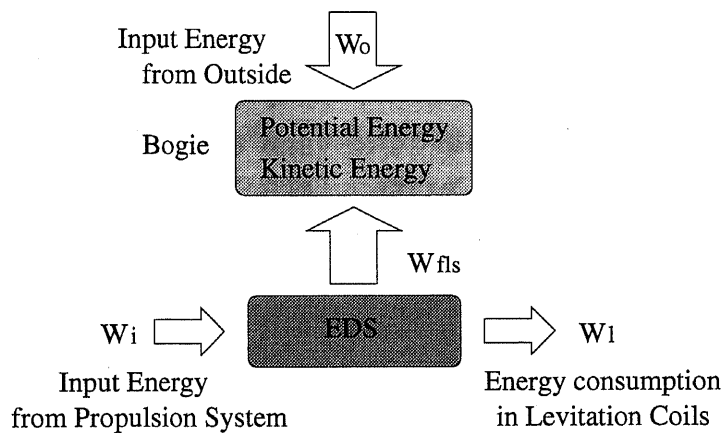 Input Energy
from Outside
Wo
Bogie
Potential Energy
Kinetic Energy
Wfls
Wi
EDS
Wl
Input Energy
from Propulsion System
Energy consumption
in Levitation Coils